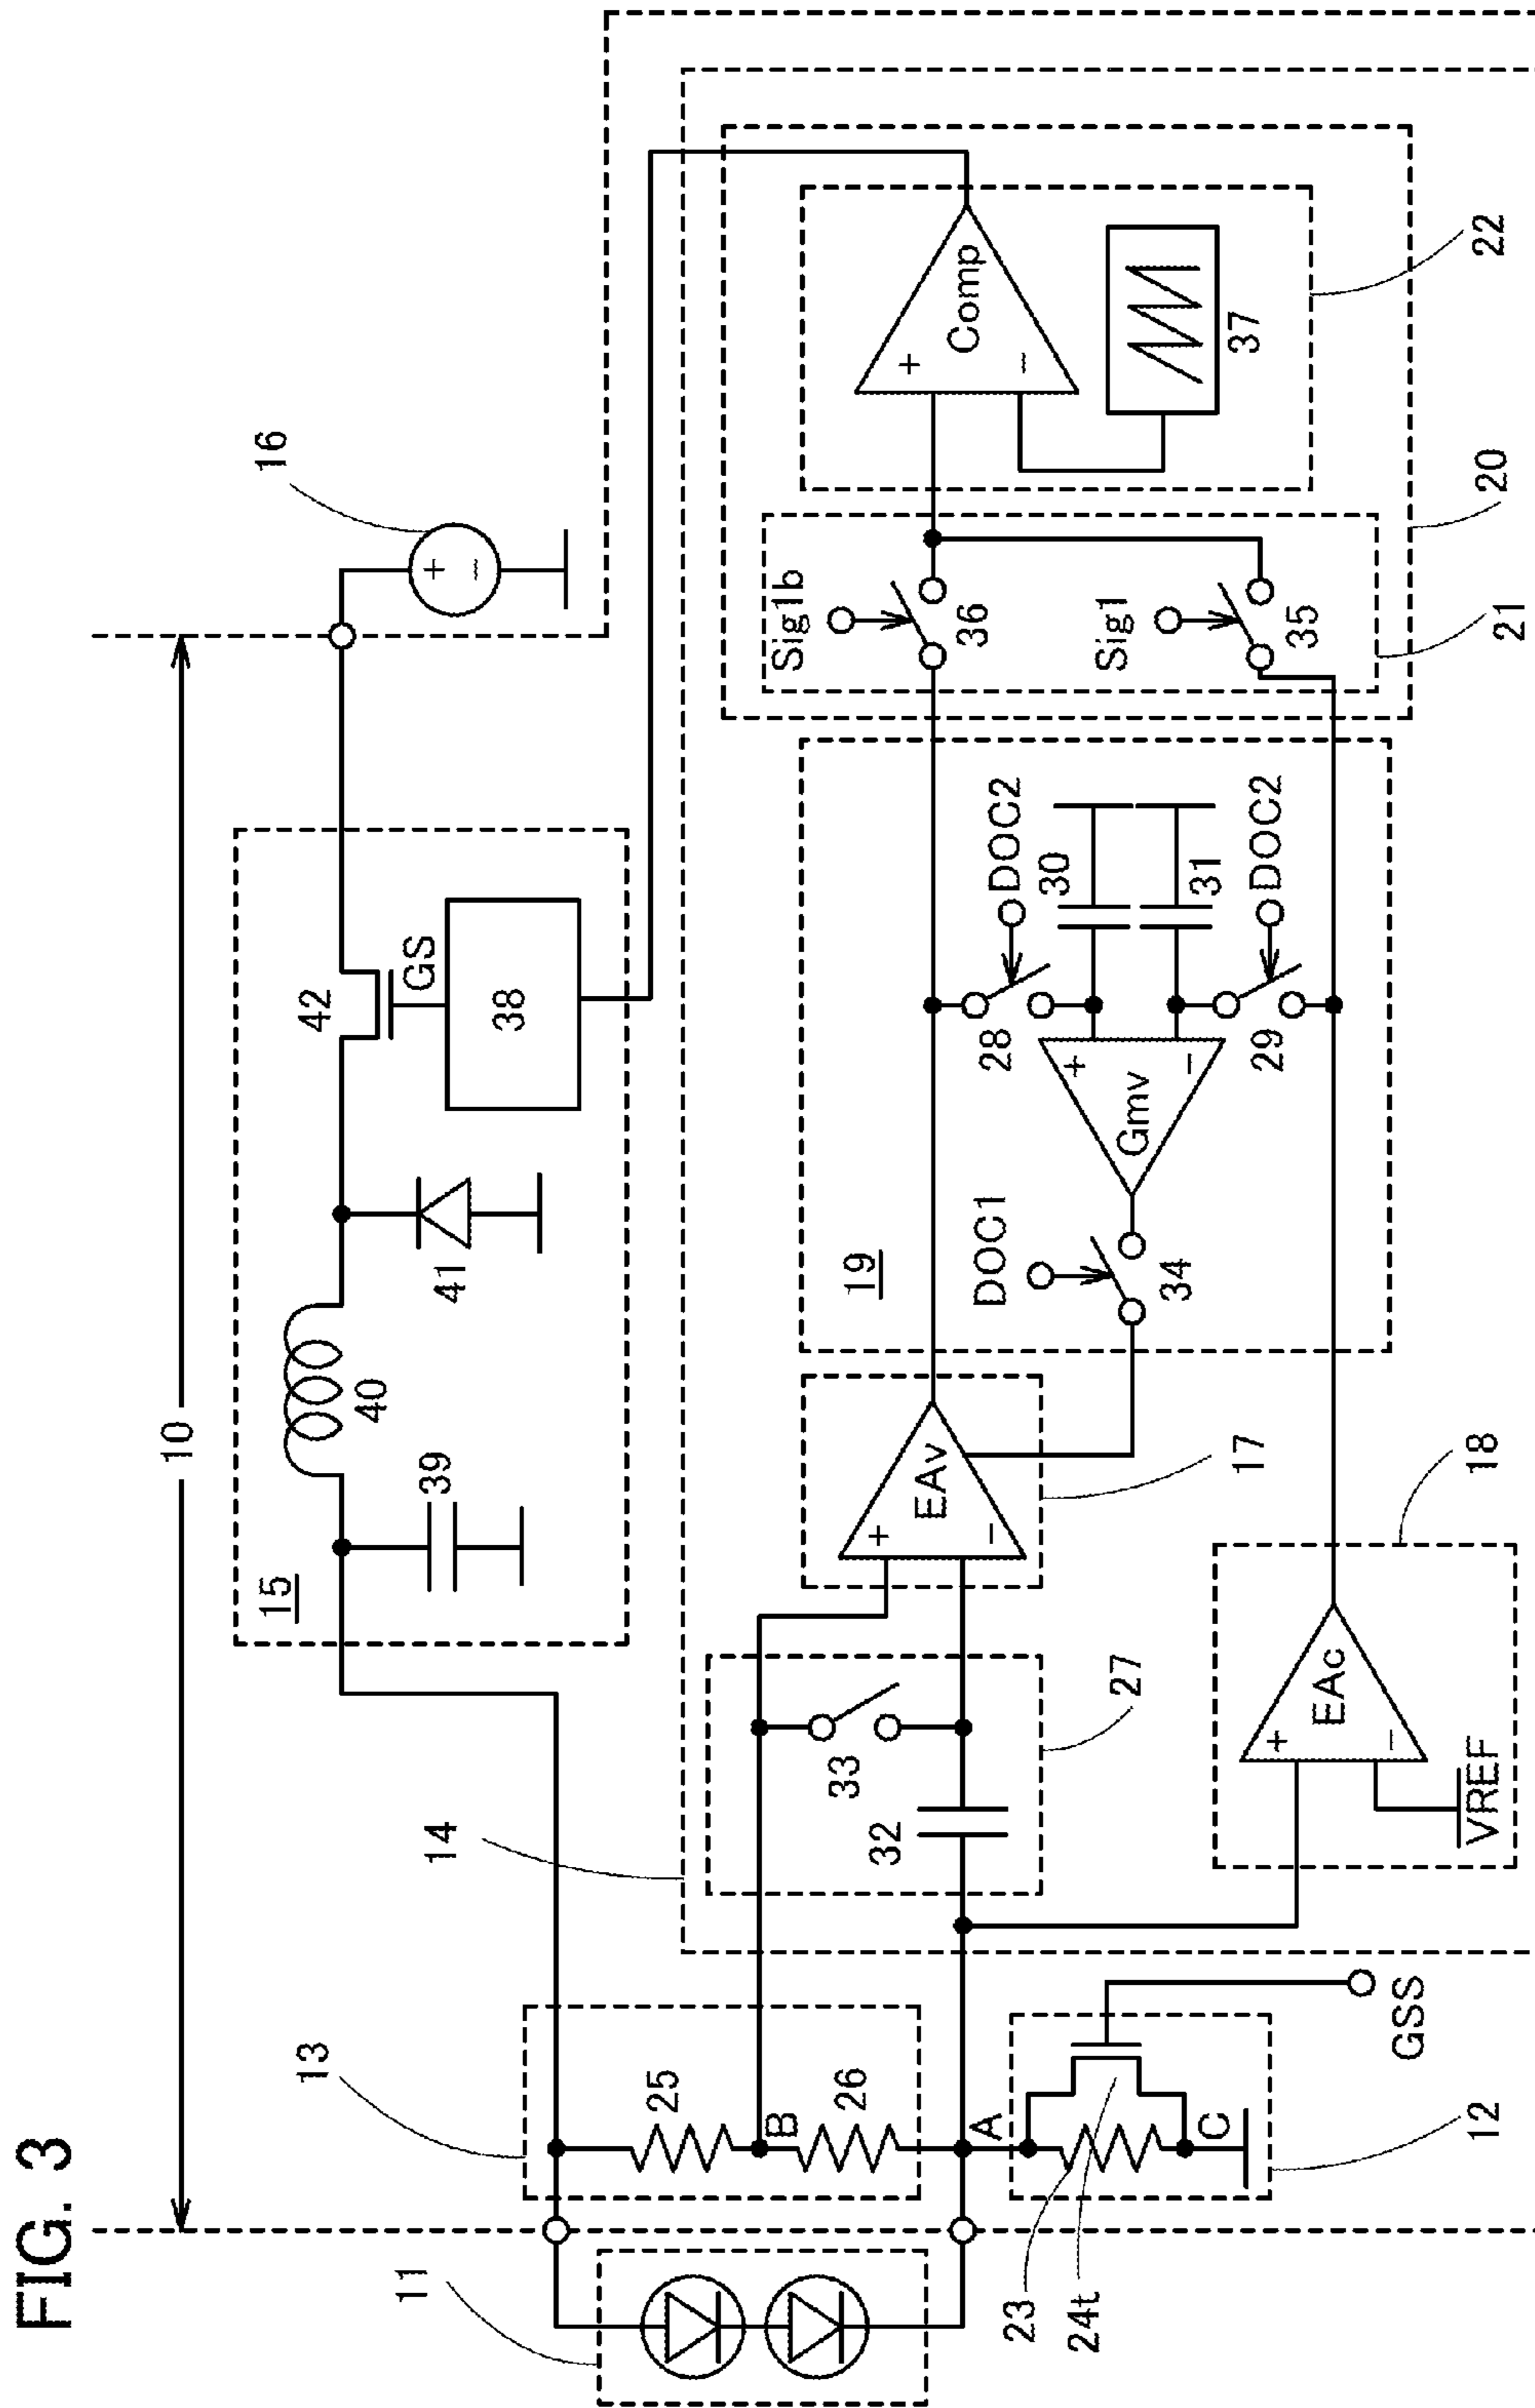 FIG. 3
10
16
15
39
40
41
42
GS
38
+
−
14
13
25
B
26
A
11
23
24t
C
12
GSS
33
32
27
+
EAv
−
17
+
EAc
−
VREF
18
19
DOC1
34
Gmv
+
−
28
DOC2
30
31
29
DOC2
Sig1b
36
Sig1
35
21
20
Comp
+
−
37
22